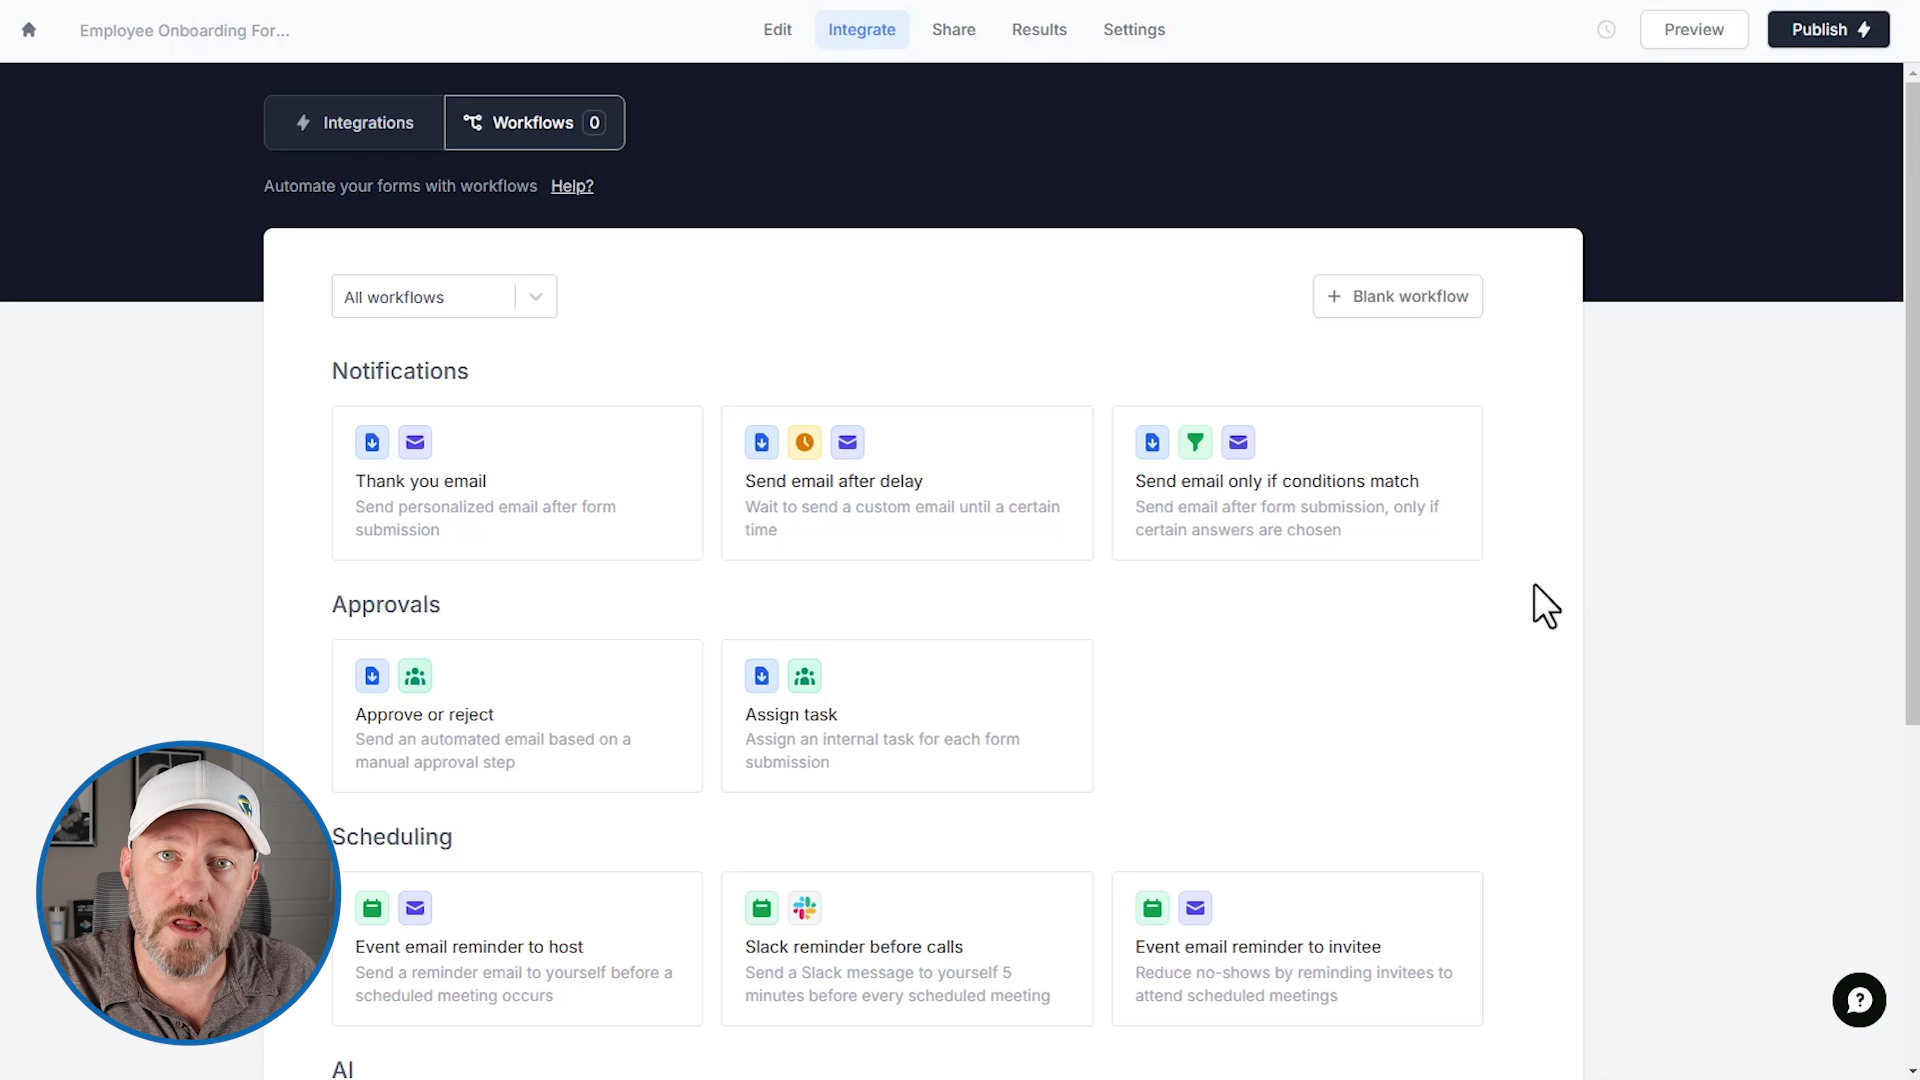 Employee Onboarding For...
Edit
Integrate
Share
Results
Settings
Preview
Publish
Integrations
Workflows 0
Automate your forms with workflows Help?
All workflows
Blank workflow
Notifications
Thank you email
Send personalized email after form
submission
Send email after delay
Wait to send a custom email until a certain
time
Send email only if conditions match
Send email after form submission, only if
certain answers are chosen
Approvals
Approve or reject
Send an automated email based on a
manual approval step
Assign task
Assign an internal task for each form
submission
Scheduling
Event email reminder to host
Send a reminder email to yourself before a
scheduled meeting occurs
Slack reminder before calls
Send a Slack message to yourself 5
minutes before every scheduled meeting
Event email reminder to invitee
Reduce no-shows by reminding invitees to
attend scheduled meetings
AI